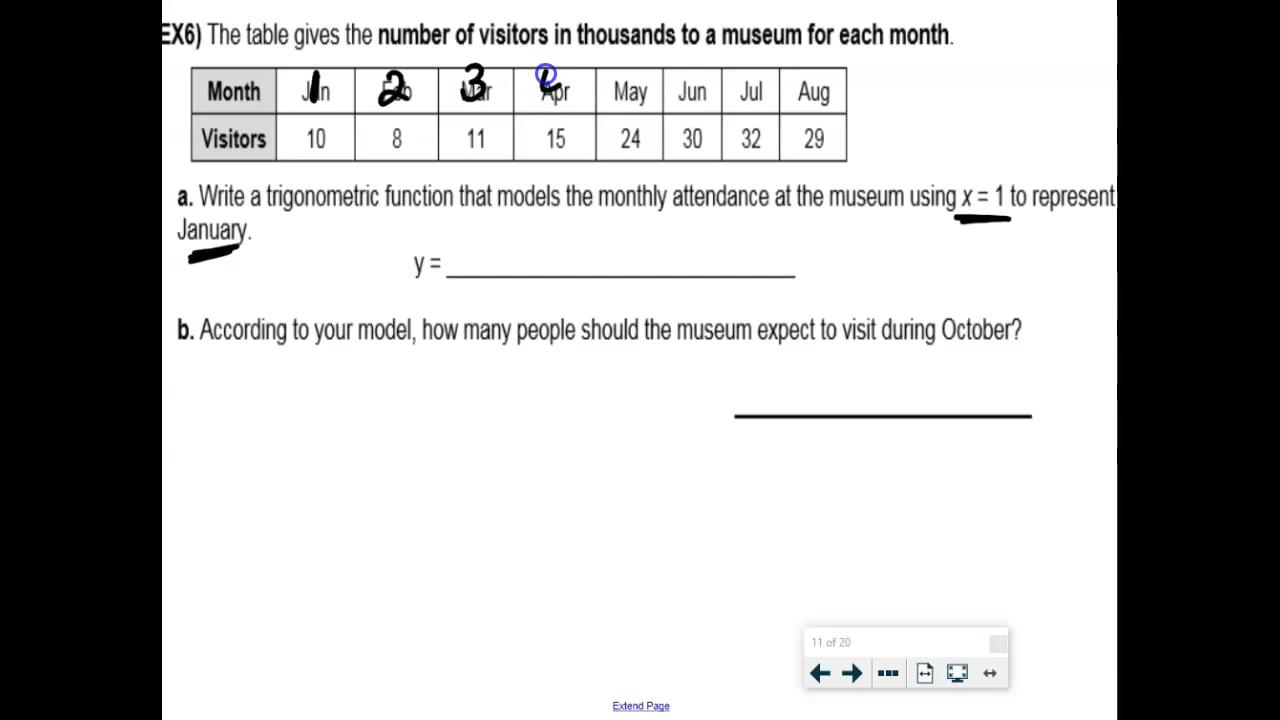 EX6) The table gives the number of visitors in thousands to a museum for each month.
1 2 3
Month Jan Feb Mar Apr May Jun Jul Aug
Visitors 10 8 11 15 24 30 32 29
a. Write a trigonometric function that models the monthly attendance at the museum using x = 1 to represent
January.
y =
b. According to your model, how many people should the museum expect to visit during October?
11 of 20
Extend Page